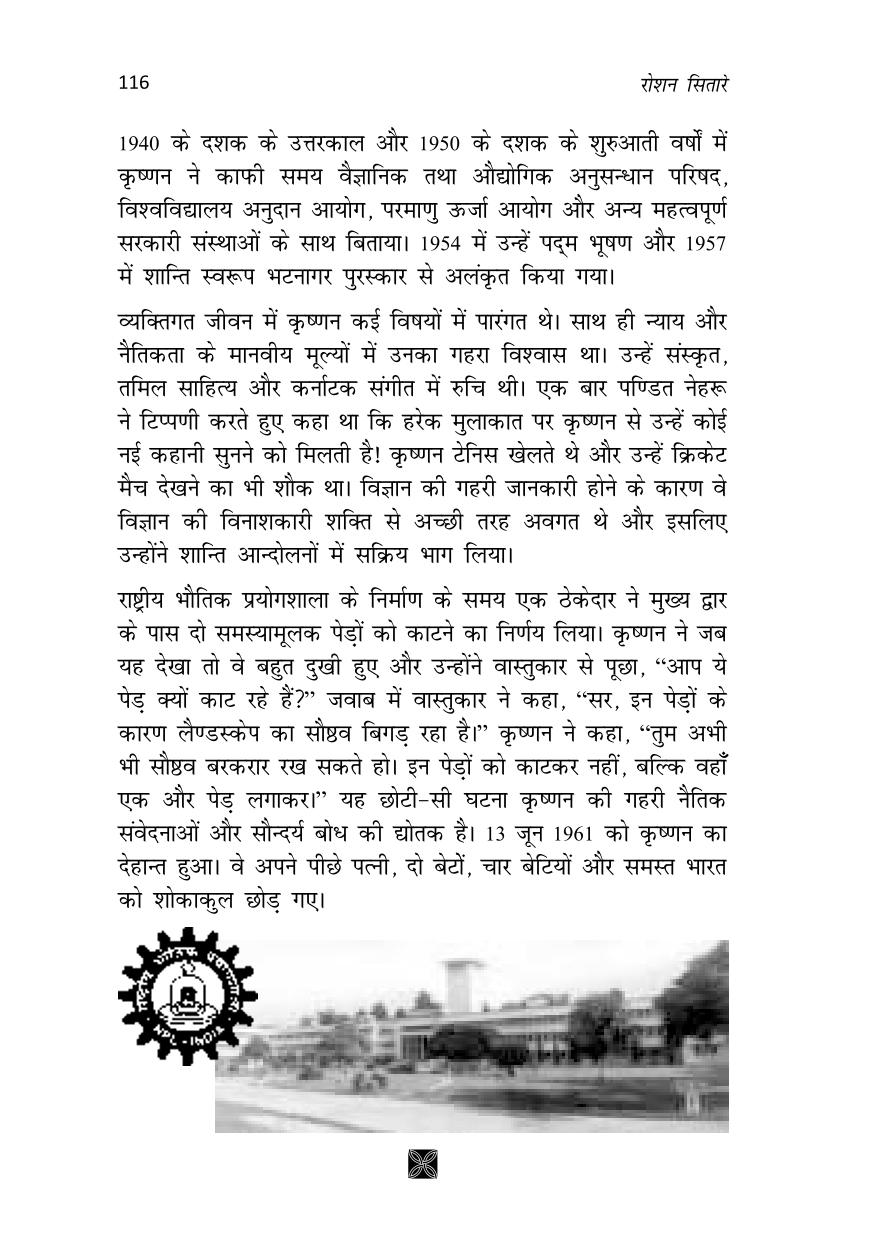 116
रोशन सितारे
1940 के दशक के उत्तरकाल और 1950 के दशक के शुरुआती वर्षों में
कृष्णन ने काफी समय वैज्ञानिक तथा औद्योगिक अनुसन्धान परिषद,
विश्वविद्यालय अनुदान आयोग, परमाणु ऊर्जा आयोग और अन्य महत्वपूर्ण
सरकारी संस्थाओं के साथ बिताया। 1954 में उन्हें पद्म भूषण और 1957
में शान्ति स्वरूप भटनागर पुरस्कार से अलंकृत किया गया।
व्यक्तिगत जीवन में कृष्णन कई विषयों में पारंगत थे। साथ ही न्याय और
नैतिकता के मानवीय मूल्यों में उनका गहरा विश्वास था। उन्हें संस्कृत,
तमिल साहित्य और कर्नाटक संगीत में रुचि थी। एक बार पण्डित नेहरू
ने टिप्पणी करते हुए कहा था कि हरेक मुलाकात पर कृष्णन से उन्हें कोई
नई कहानी सुनने को मिलती है! कृष्णन टेनिस खेलते थे और उन्हें क्रिकेट
मैच देखने का भी शौक था। विज्ञान की गहरी जानकारी होने के कारण वे
विज्ञान की विनाशकारी शक्ति से अच्छी तरह अवगत थे और इसलिए
उन्होंने शान्ति आन्दोलनों में सक्रिय भाग लिया।
राष्ट्रीय भौतिक प्रयोगशाला के निर्माण के समय एक ठेकेदार ने मुख्य द्वार
के पास दो समस्यामूलक पेड़ों को काटने का निर्णय लिया। कृष्णन ने जब
यह देखा तो वे बहुत दुखी हुए और उन्होंने वास्तुकार से पूछा, “आप ये
पेड़ क्यों काट रहे हैं?” जवाब में वास्तुकार ने कहा, “सर, इन पेड़ों के
कारण लैण्डस्केप का सौष्ठव बिगड़ रहा है।” कृष्णन ने कहा, “तुम अभी
भी सौष्ठव बरकरार रख सकते हो। इन पेड़ों को काटकर नहीं, बल्कि वहाँ
एक और पेड़ लगाकर।” यह छोटी-सी घटना कृष्णन की गहरी नैतिक
संवेदनाओं और सौन्दर्य बोध की द्योतक है। 13 जून 1961 को कृष्णन का
देहान्त हुआ। वे अपने पीछे पत्नी, दो बेटों, चार बेटियों और समस्त भारत
को शोकाकुल छोड़ गए।
NPL-INDIA